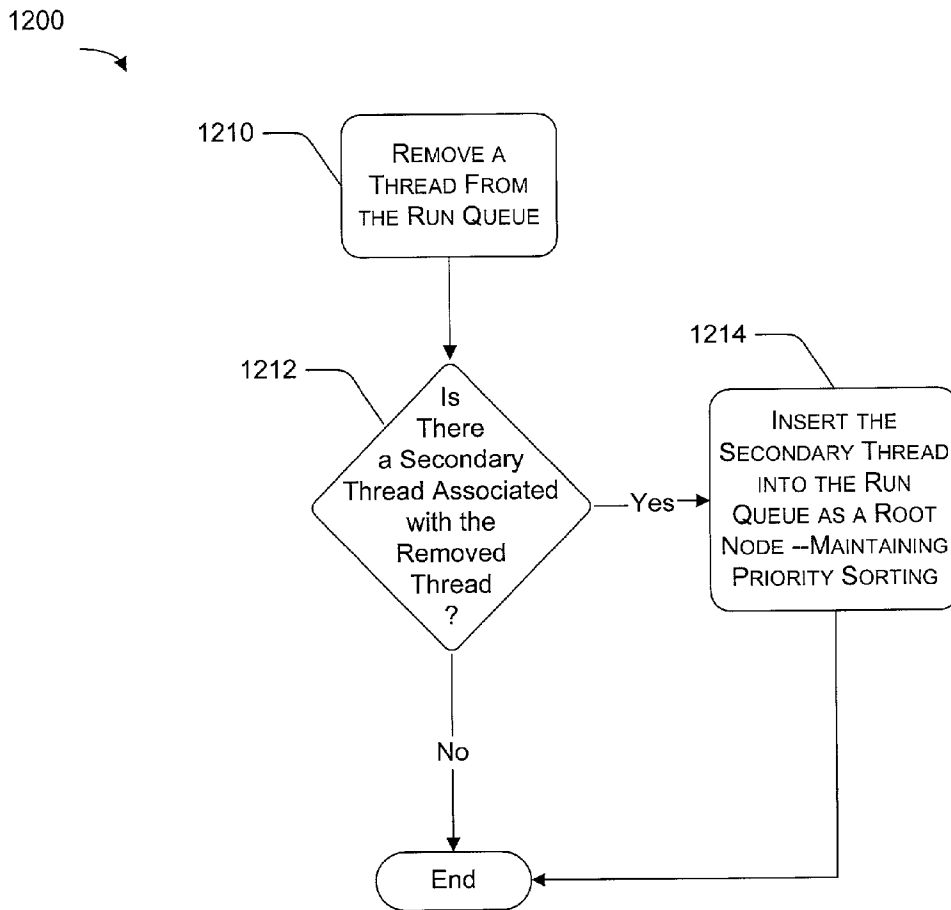 1200
1210
REMOVE A
THREAD FROM
THE RUN QUEUE
1212
Is
There
a Secondary
Thread Associated
with the
Removed
Thread
?
Yes
1214
INSERT THE
SECONDARY THREAD
INTO THE RUN
QUEUE AS A ROOT
NODE --MAINTAINING
PRIORITY SORTING
No
End